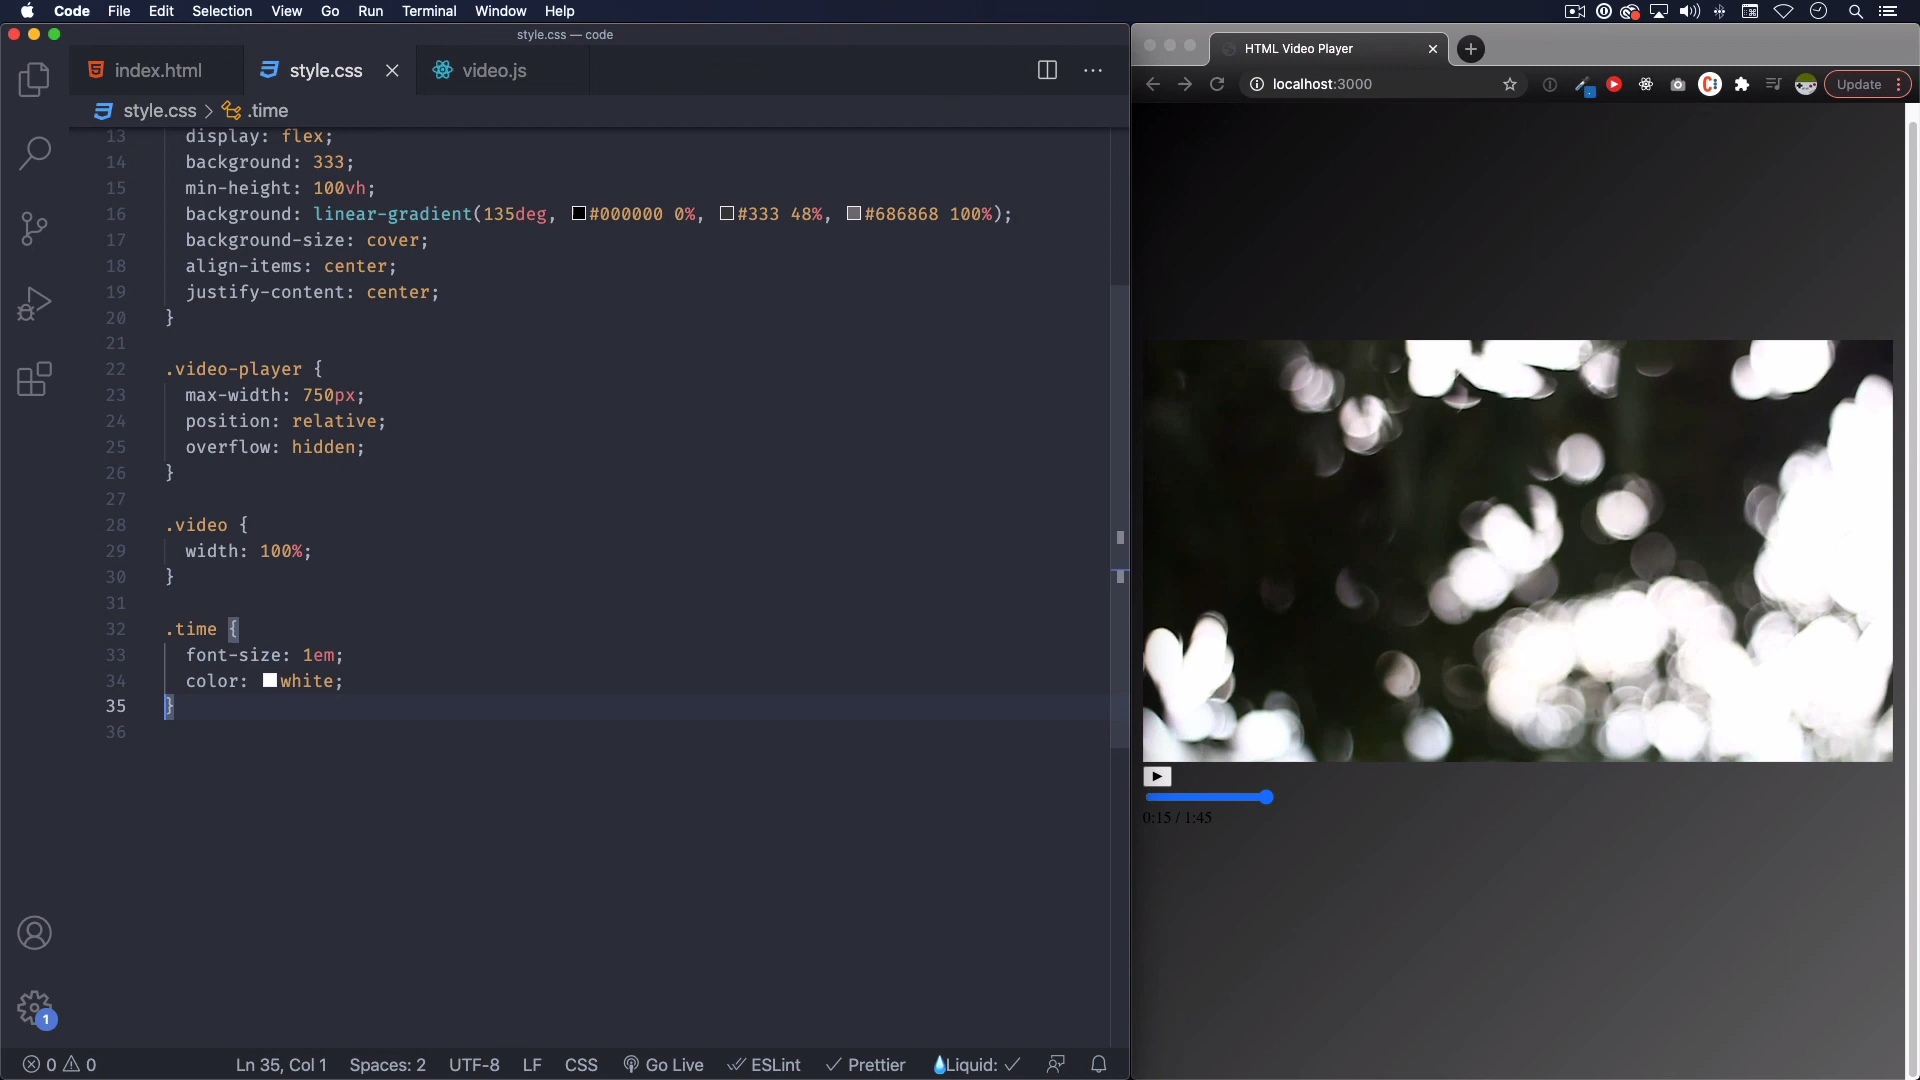 Code File Edit Selection View Go Run Terminal Window Help
style.css — code
index.html style.css video.js
style.css > .time
13 display: flex;
14 background: 333;
15 min-height: 100vh;
16 background: linear-gradient(135deg, #000000 0%, #333 48%, #686868 100%);
17 background-size: cover;
18 align-items: center;
19 justify-content: center;
20 }
21
22 .video-player {
23 max-width: 750px;
24 position: relative;
25 overflow: hidden;
26 }
27
28 .video {
29 width: 100%;
30 }
31
32 .time {
33 font-size: 1em;
34 color: white;
35 }
36
1
0 0 Ln 35, Col 1 Spaces: 2 UTF-8 LF CSS Go Live ESLint Prettier Liquid:
HTML Video Player
localhost:3000 Update
0:15 / 1:45